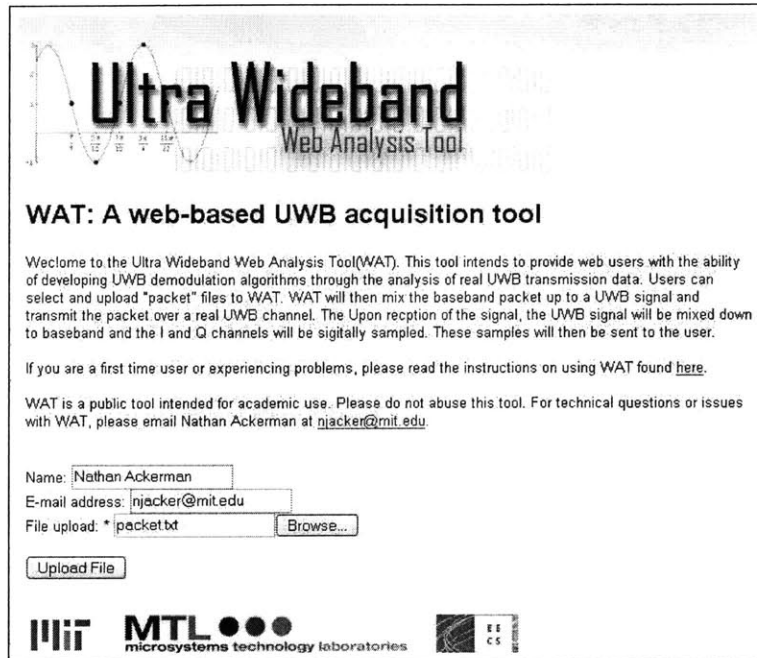 Ultra Wideband
Web Analysis Tool
WAT: A web-based UWB acquisition tool
Weclome to the Ultra Wideband Web Analysis Tool(WAT). This tool intends to provide web users with the ability
of developing UWB demodulation algorithms through the analysis of real UWB transmission data. Users can
select and upload "packet" files to WAT. WAT will then mix the baseband packet up to a UWB signal and
transmit the packet over a real UWB channel. The Upon recption of the signal, the UWB signal will be mixed down
to baseband and the I and Q channels will be sigitally sampled. These samples will then be sent to the user.
If you are a first time user or experiencing problems, please read the instructions on using WAT found here.
WAT is a public tool intended for academic use. Please do not abuse this tool. For technical questions or issues
with WAT, please email Nathan Ackerman at njacker@mit.edu.
Name: Nathan Ackerman
E-mail address: njacker@mit.edu
File upload: * packet.txt Browse...
Upload File
MIT MTL EE
microsystems technology laboratories CS